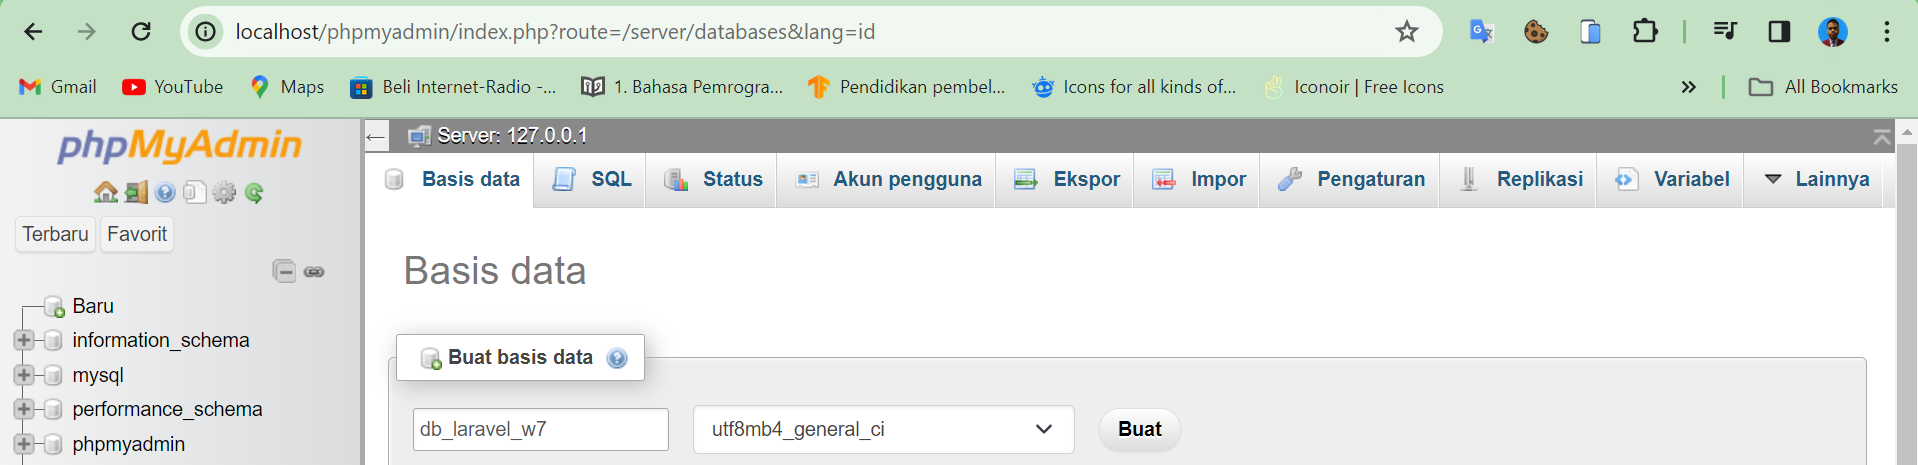 localhost/phpmyadmin/index.php?route=/server/databases&lang=id
Gmail YouTube Maps Beli Internet-Radio -... 1. Bahasa Pemrogra... Pendidikan pembel... Icons for all kinds of... Iconoir | Free Icons » All Bookmarks
phpMyAdmin
Terbaru Favorit
Baru
information_schema
mysql
performance_schema
phpmyadmin
Server: 127.0.0.1
Basis data SQL Status Akun pengguna Ekspor Impor Pengaturan Replikasi Variabel Lainnya
Basis data
Buat basis data
db_laravel_w7 utf8mb4_general_ci Buat